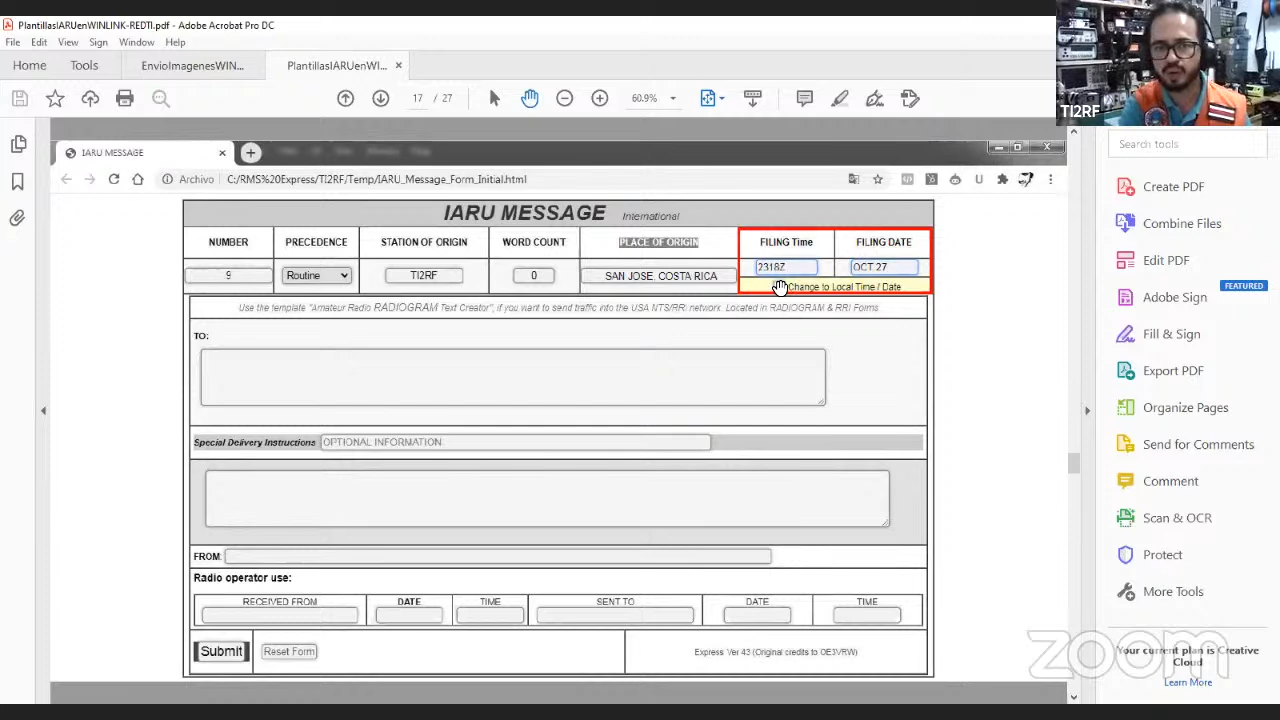 PlantillasIARUenWINLINK-REDTI.pdf - Adobe Acrobat Pro DC
File Edit View Sign Window Help
Home Tools EnvioImagenesWIN... PlantillasIARUenWI... ×
17 / 27 60.9%
TI2RF
IARU MESSAGE
Archivo C:/RMS%20Express/TI2RF/Temp/IARU_Message_Form_Initial.html
IARU MESSAGE International
NUMBER PRECEDENCE STATION OF ORIGIN WORD COUNT PLACE OF ORIGIN FILING Time FILING DATE
9 Routine TI2RF 0 SAN JOSE, COSTA RICA 2318Z OCT 27
Change to Local Time / Date
Use the template "Amateur Radio RADIOGRAM Text Creator", if you want to send traffic into the USA NTS/RRI network. Located in RADIOGRAM & RRI Forms
TO:
Special Delivery Instructions OPTIONAL INFORMATION
FROM:
Radio operator use:
RECEIVED FROM DATE TIME SENT TO DATE TIME
Submit Reset Form Express Ver 43 (Original credits to OE3VRW)
Search tools
Create PDF
Combine Files
Edit PDF
FEATURED
Adobe Sign
Fill & Sign
Export PDF
Organize Pages
Send for Comments
Comment
Scan & OCR
Protect
More Tools
Your current plan is Creative
Cloud
Learn More
zoom